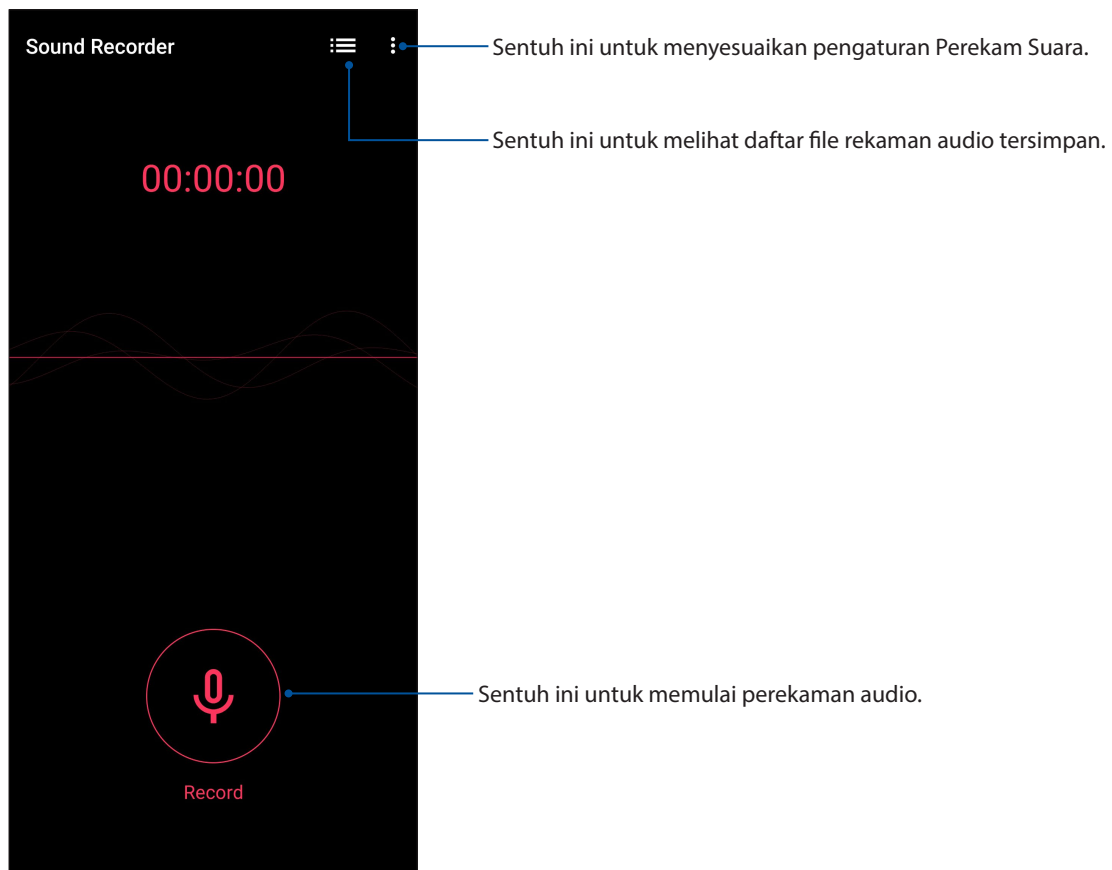 Sound Recorder
Sentuh ini untuk menyesuaikan pengaturan Perekam Suara.
Sentuh ini untuk melihat daftar file rekaman audio tersimpan.
00:00:00
Sentuh ini untuk memulai perekaman audio.
Record